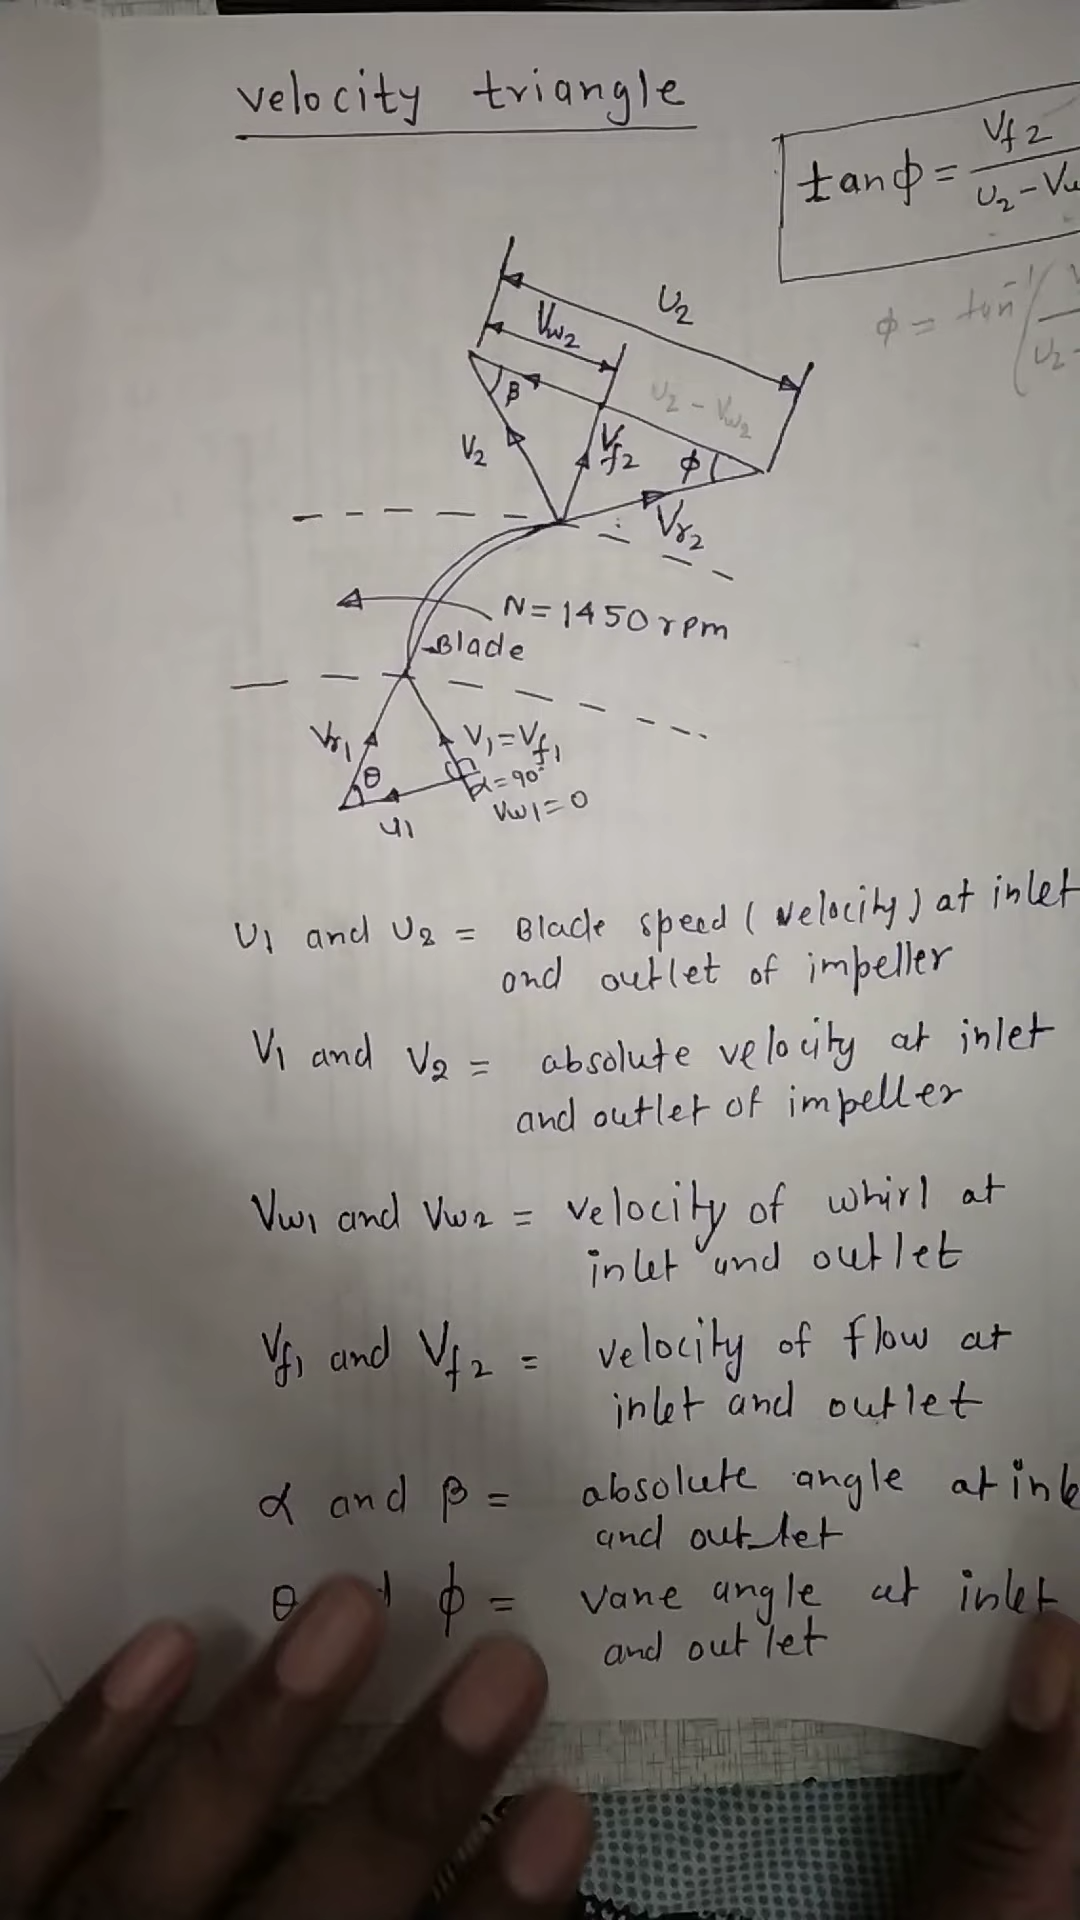 velocity triangle
tanϕ = Vf2
U2 - Vw
ϕ = tan-1(
U2 -
U2
Vw2
β
U2 - Vw2
V2
Vf2
ϕ
Vr2
N = 1450 rpm
Blade
Vr1
V1 = Vf1
θ
α = 90°
Vw1 = 0
u1
U1 and U2 = Blade speed (velocity) at inlet
and outlet of impeller
V1 and V2 = absolute velocity at inlet
and outlet of impeller
Vw1 and Vw2 = velocity of whirl at
inlet and outlet
Vf1 and Vf2 = velocity of flow at
inlet and outlet
α and β = absolute angle at inle
and outlet
θ d ϕ = vane angle at inlet
and outlet